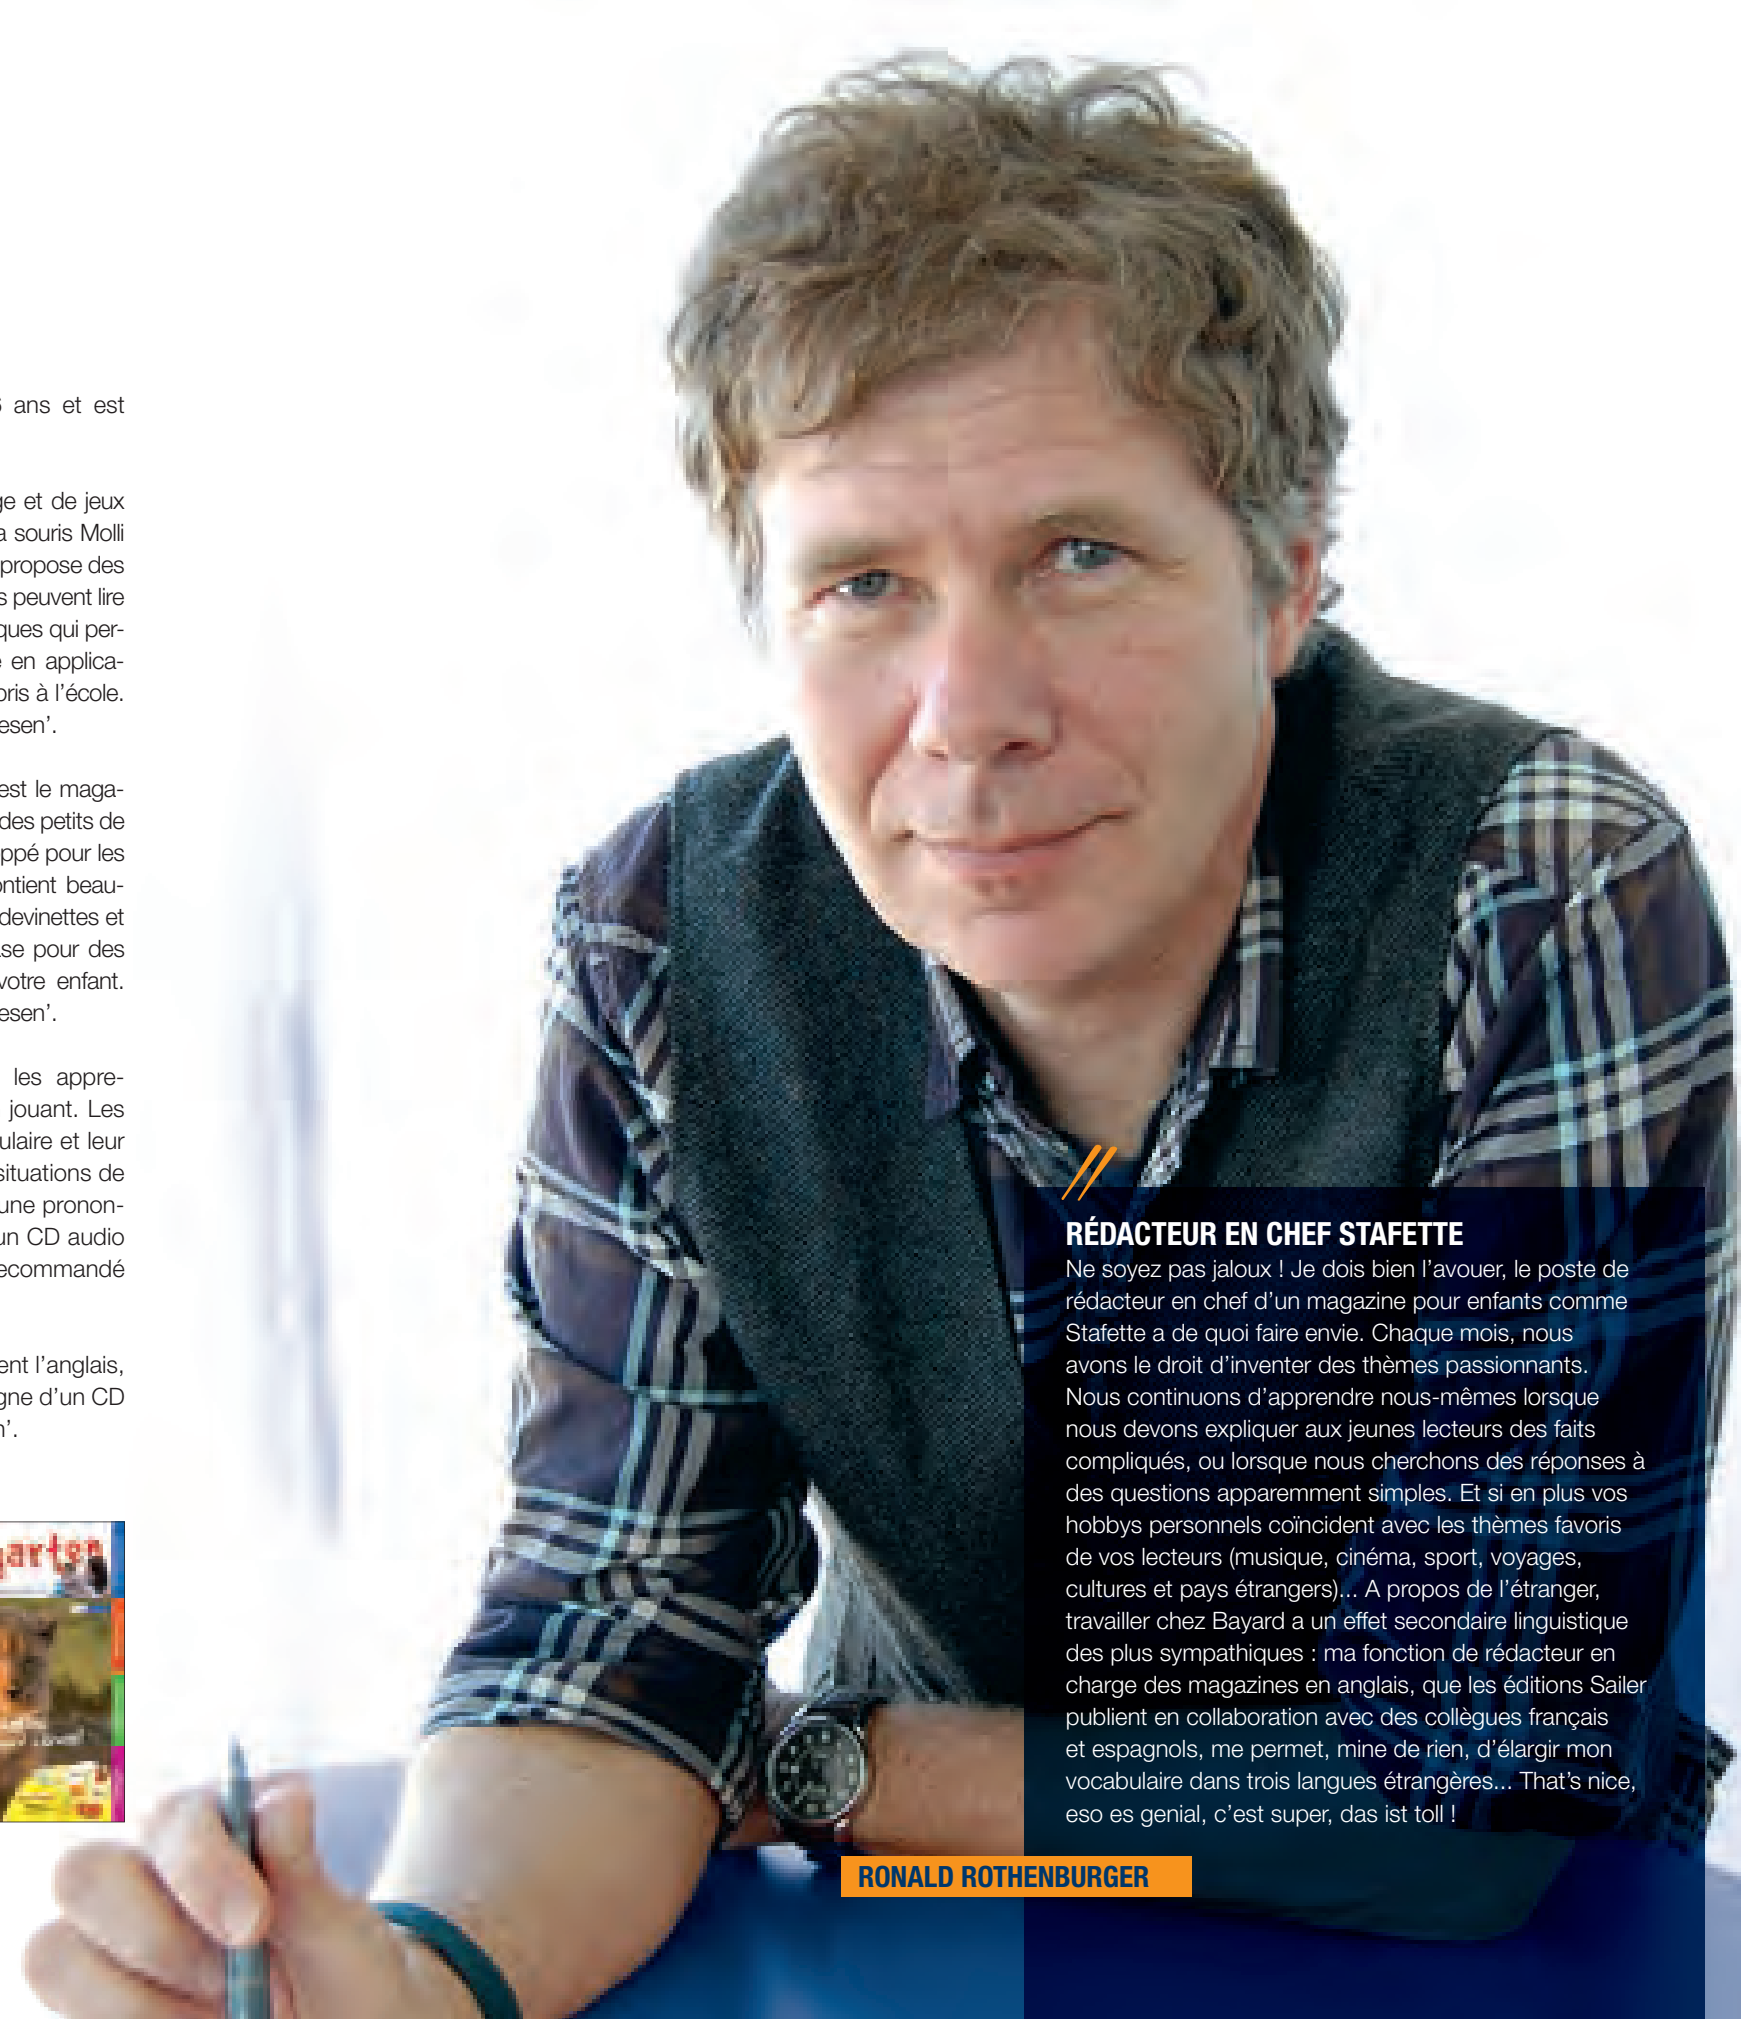 ans et est
ge et de jeux
a souris Molli
propose des
s peuvent lire
ques qui per-
e en applica-
pris à l'école.
esen'.
est le maga-
des petits de
ppé pour les
ontient beau-
devinettes et
se pour des
votre enfant.
esen'.
les appre-
jouant. Les
ulaire et leur
situations de
une pronon-
un CD audio
ecommandé
ent l'anglais,
gne d'un CD
n'.
garten
//
RÉDACTEUR EN CHEF STAFETTE
Ne soyez pas jaloux ! Je dois bien l'avouer, le poste de
rédacteur en chef d'un magazine pour enfants comme
Stafette a de quoi faire envie. Chaque mois, nous
avons le droit d'inventer des thèmes passionnants.
Nous continuons d'apprendre nous-mêmes lorsque
nous devons expliquer aux jeunes lecteurs des faits
compliqués, ou lorsque nous cherchons des réponses à
des questions apparemment simples. Et si en plus vos
hobbys personnels coïncident avec les thèmes favoris
de vos lecteurs (musique, cinéma, sport, voyages,
cultures et pays étrangers)... A propos de l'étranger,
travailler chez Bayard a un effet secondaire linguistique
des plus sympathiques : ma fonction de rédacteur en
charge des magazines en anglais, que les éditions Sailer
publient en collaboration avec des collègues français
et espagnols, me permet, mine de rien, d'élargir mon
vocabulaire dans trois langues étrangères... That's nice,
eso es genial, c'est super, das ist toll !
RONALD ROTHENBURGER